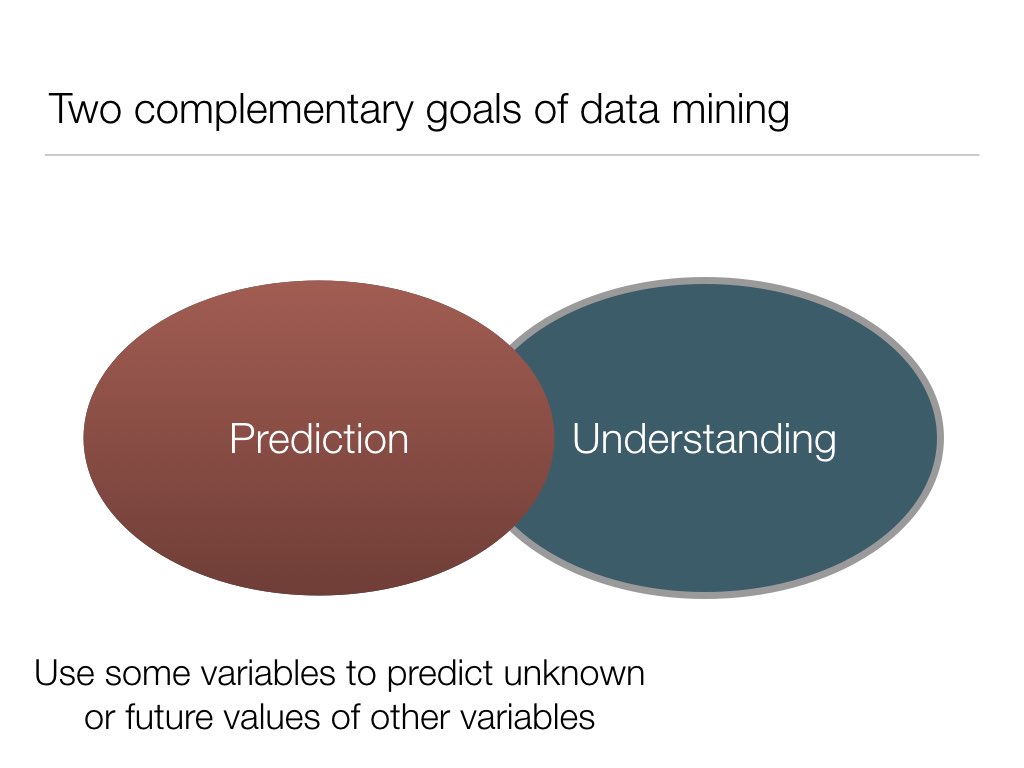 Two complementary goals of data mining
Prediction
Understanding
Use some variables to predict unknown
or future values of other variables